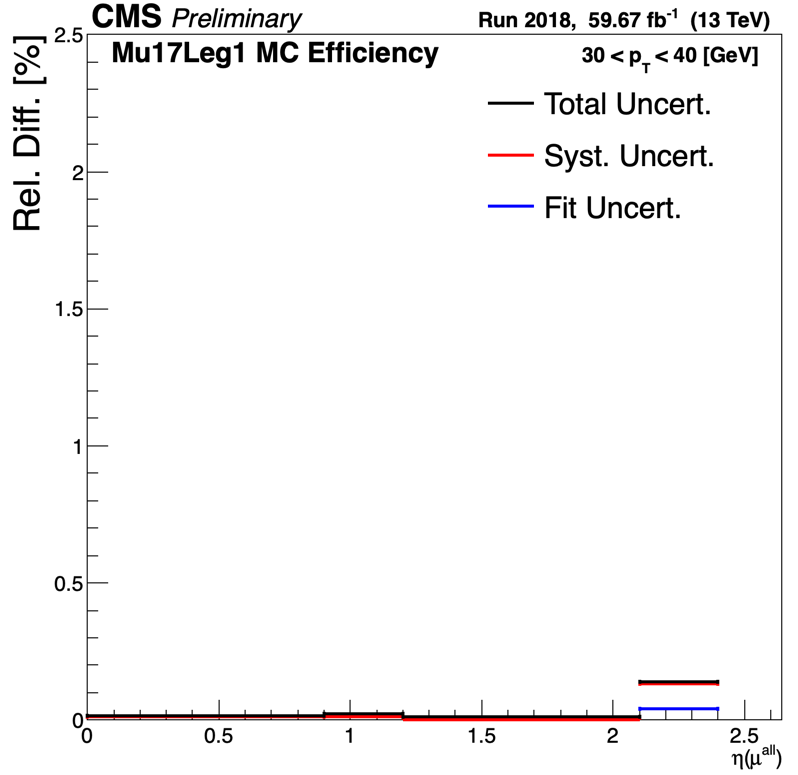 CMS Preliminary
Run 2018, 59.67 fb⁻¹ (13 TeV)
Mu17Leg1 MC Efficiency
30 < p_T < 40 [GeV]
Total Uncert.
Syst. Uncert.
Fit Uncert.
Rel. Diff. [%]
2.5
2
1.5
1
0.5
0
0 0.5 1 1.5 2 2.5
η(μ^all)